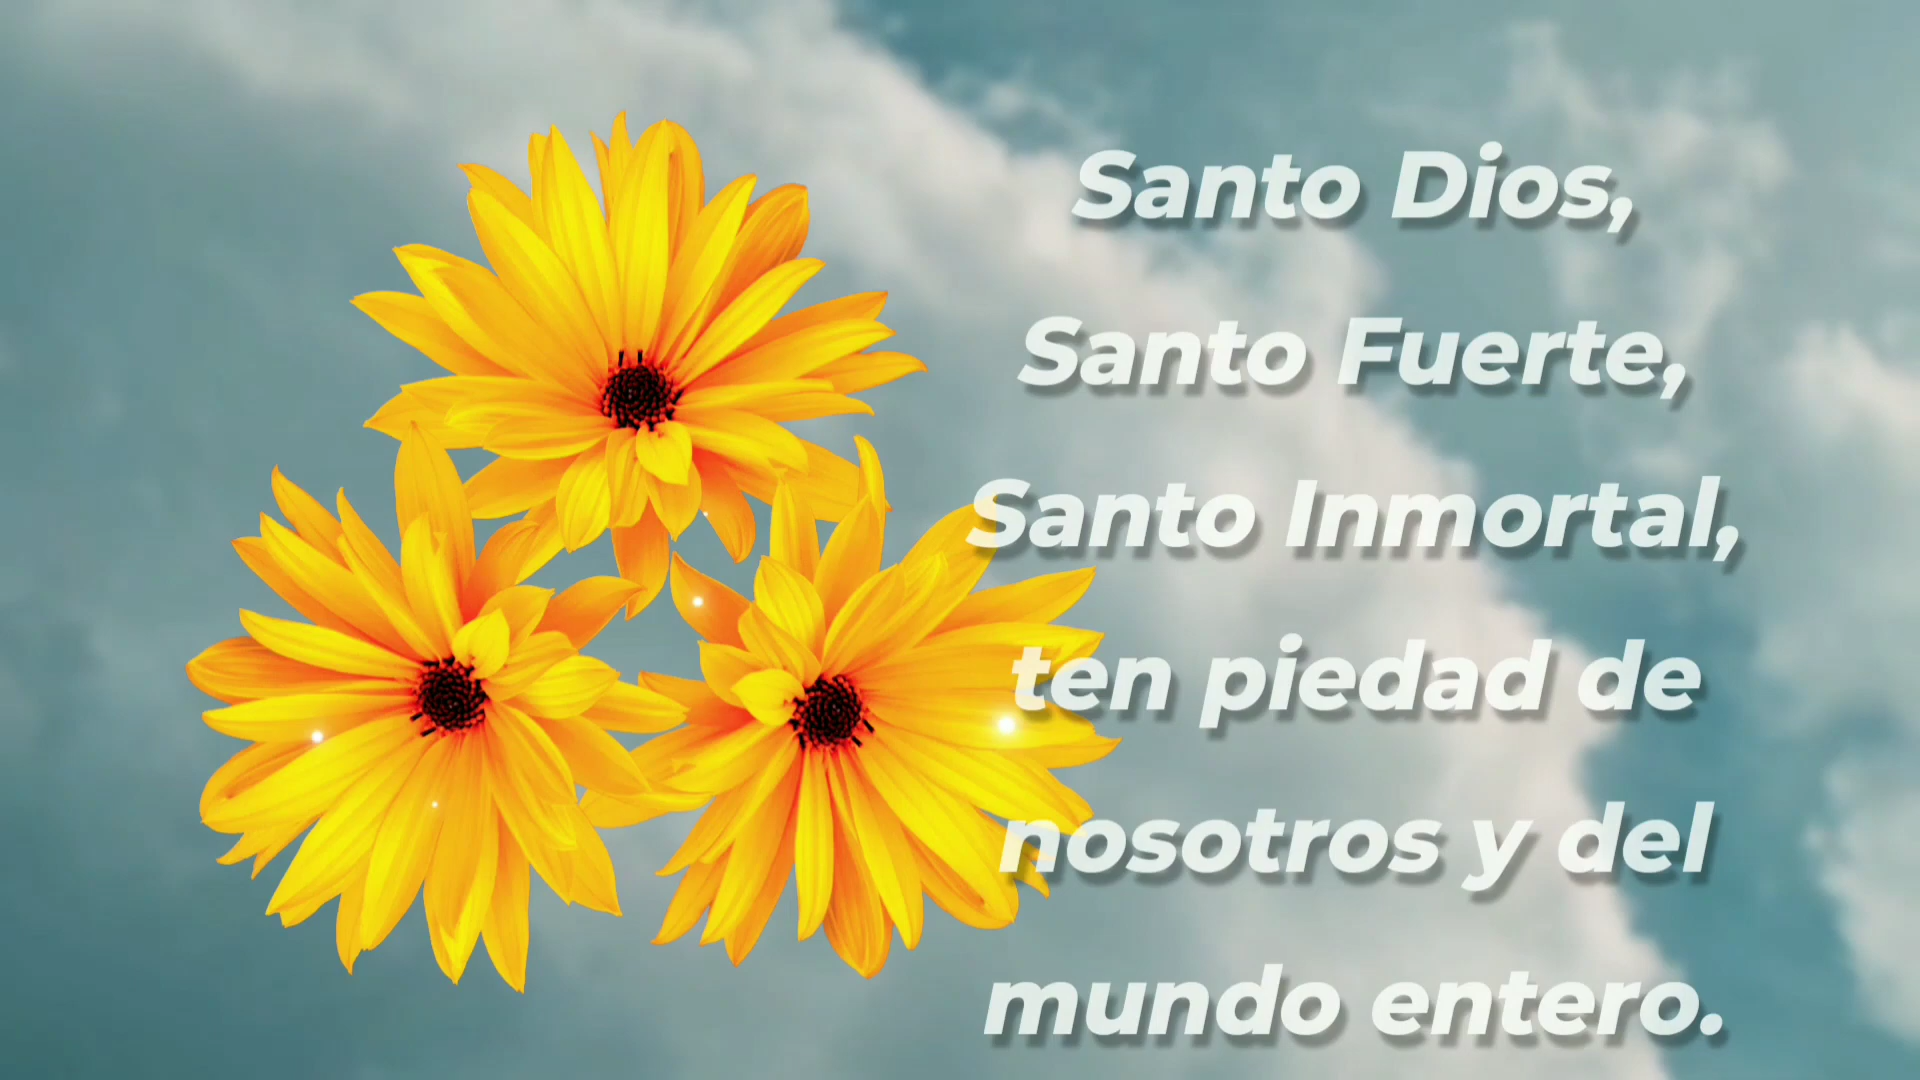 Santo Dios,
Santo Fuerte,
Santo Inmortal,
ten piedad de
nosotros y del
mundo entero.